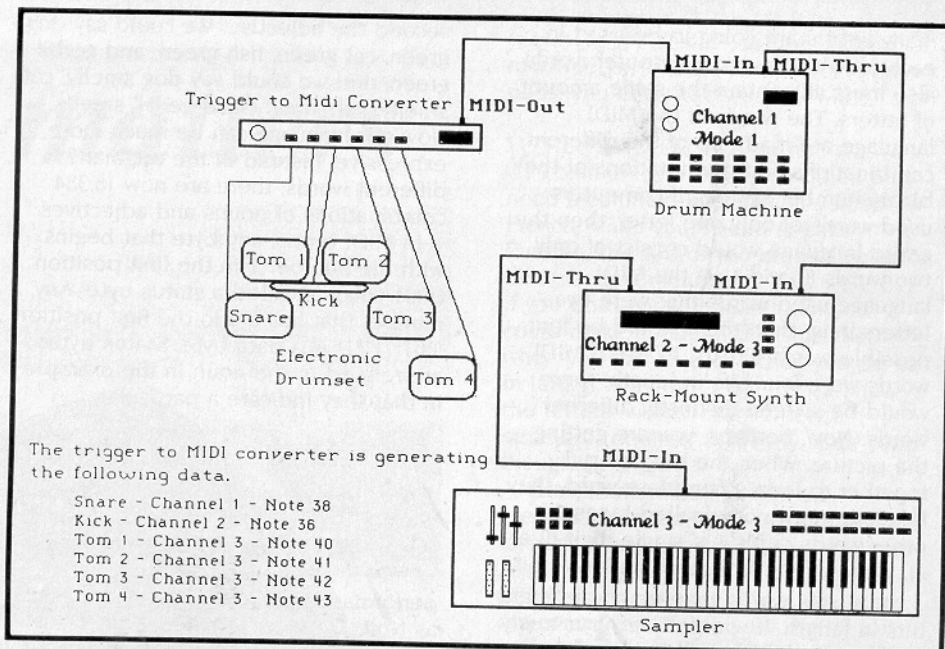 MIDI-In MIDI-Thru
Trigger to Midi Converter MIDI-Out
Channel 1
Mode 1
Drum Machine
Tom 1 Tom 2
Kick
Snare Tom 3
Electronic
Drumset
Tom 4
MIDI-Thru MIDI-In
Channel 2 - Mode 3
Rack-Mount Synth
The trigger to MIDI converter is generating
the following data.
Snare - Channel 1 - Note 38
Kick - Channel 2 - Note 36
Tom 1 - Channel 3 - Note 40
Tom 2 - Channel 3 - Note 41
Tom 3 - Channel 3 - Note 42
Tom 4 - Channel 3 - Note 43
MIDI-In
Channel 3 - Mode 3
Sampler